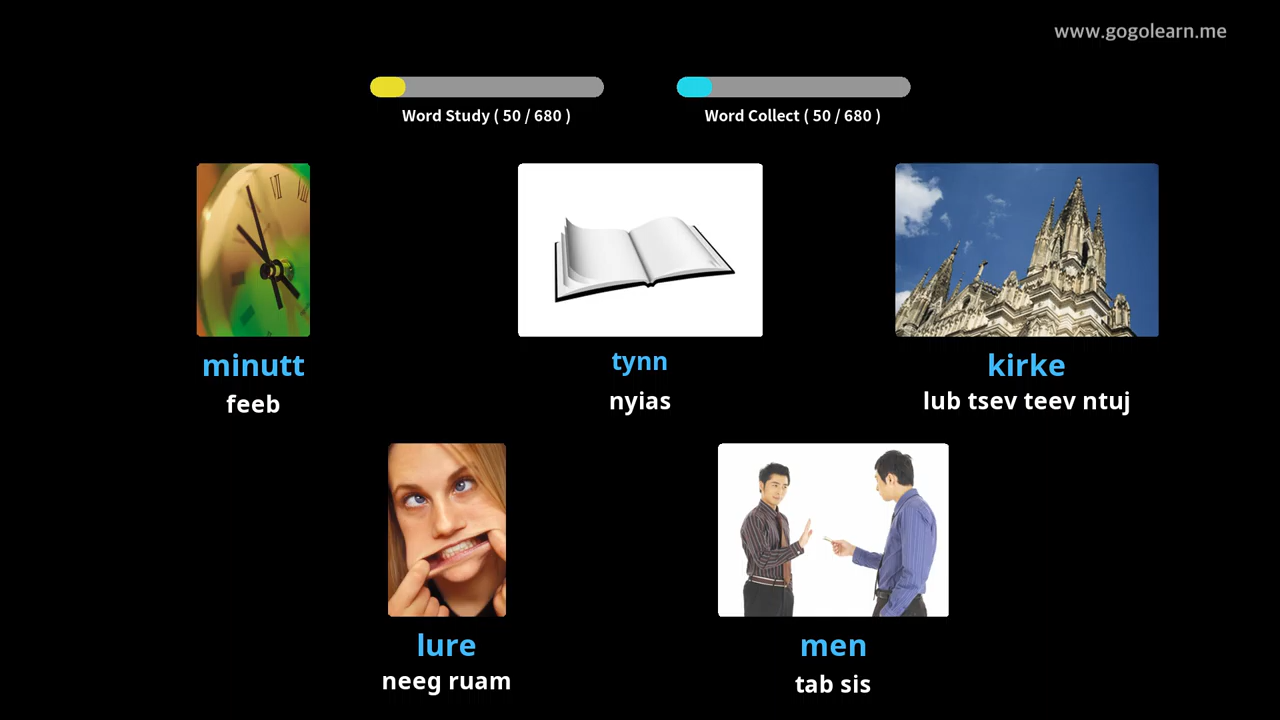 www.gogolearn.me
Word Study ( 50 / 680 )
Word Collect ( 50 / 680 )
minutt
feeb
tynn
nyias
kirke
lub tsev teev ntuj
lure
neeg ruam
men
tab sis